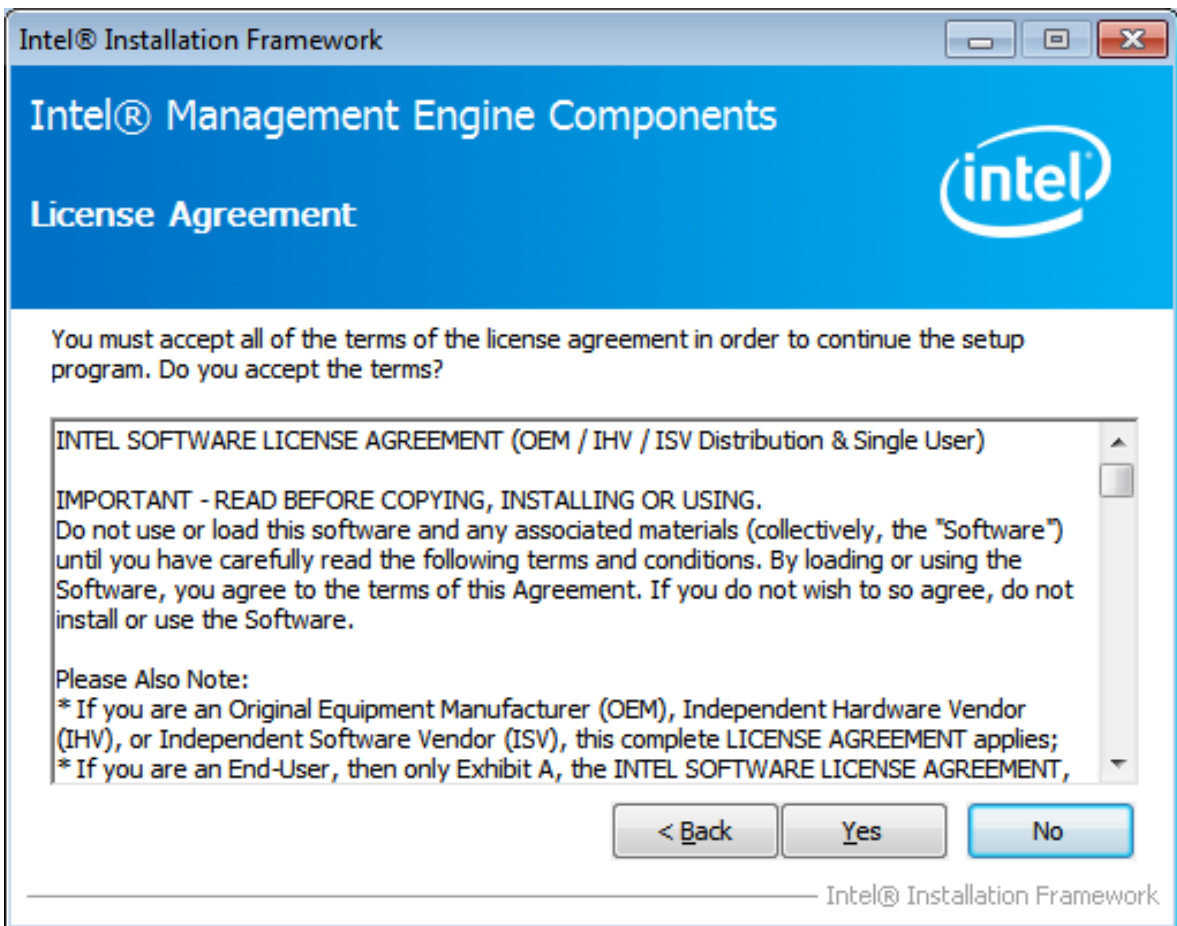 Intel® Installation Framework
Intel® Management Engine Components
intel
License Agreement
You must accept all of the terms of the license agreement in order to continue the setup
program. Do you accept the terms?
INTEL SOFTWARE LICENSE AGREEMENT (OEM / IHV / ISV Distribution & Single User)
IMPORTANT - READ BEFORE COPYING, INSTALLING OR USING.
Do not use or load this software and any associated materials (collectively, the "Software")
until you have carefully read the following terms and conditions. By loading or using the
Software, you agree to the terms of this Agreement. If you do not wish to so agree, do not
install or use the Software.
Please Also Note:
* If you are an Original Equipment Manufacturer (OEM), Independent Hardware Vendor
(IHV), or Independent Software Vendor (ISV), this complete LICENSE AGREEMENT applies;
* If you are an End-User, then only Exhibit A, the INTEL SOFTWARE LICENSE AGREEMENT,
< Back Yes No
Intel® Installation Framework